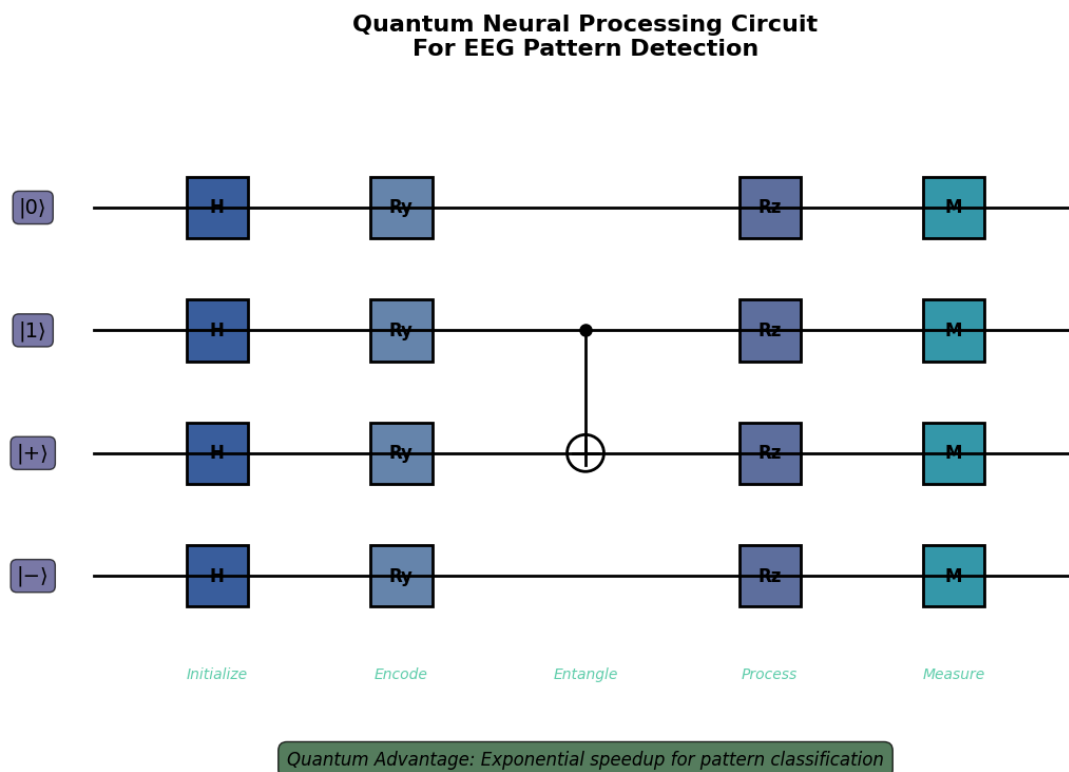 Quantum Neural Processing Circuit
For EEG Pattern Detection
|0⟩ H Ry Rz M
|1⟩ H Ry Rz M
|+⟩ H Ry Rz M
|−⟩ H Ry Rz M
Initialize Encode Entangle Process Measure
Quantum Advantage: Exponential speedup for pattern classification